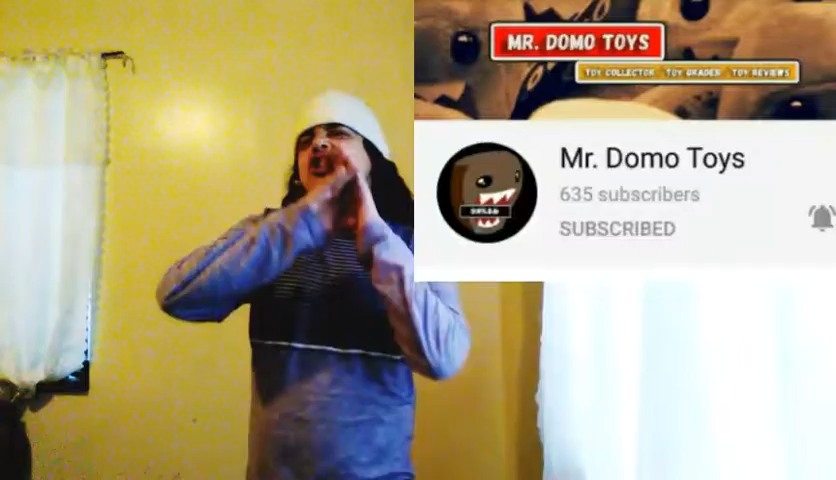 MR. DOMO TOYS
TOY COLLECTOR TOY GRADER TOY REVIEWS
Mr. Domo Toys
635 subscribers
SUBSCRIBED